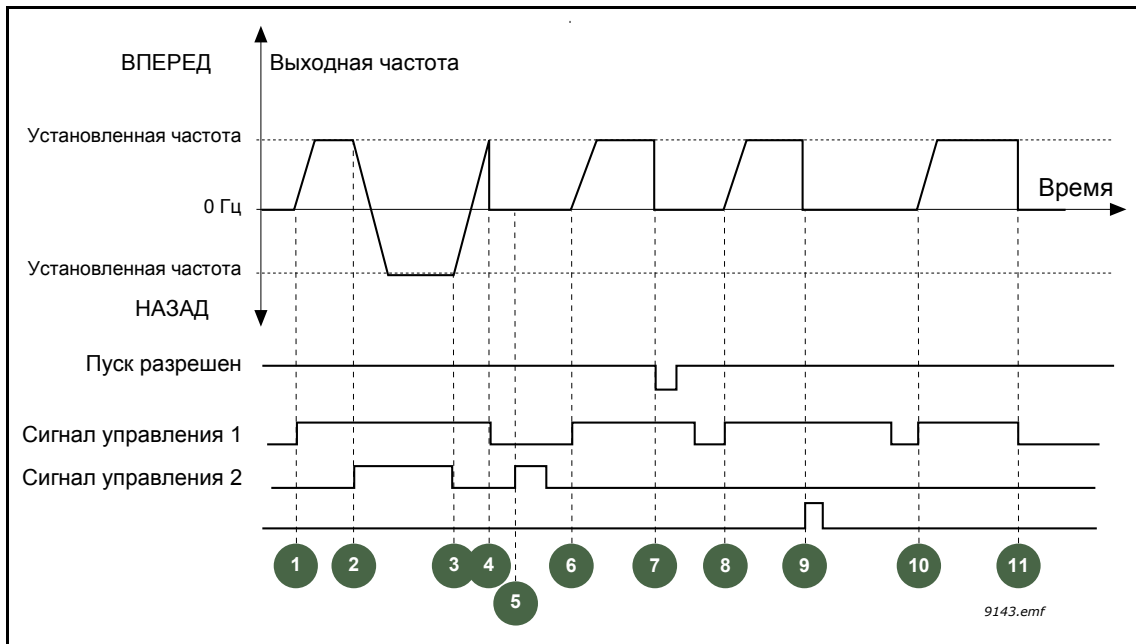 ВПЕРЕД
Выходная частота
Установленная частота
0 Гц
Время
Установленная частота
НАЗАД
Пуск разрешен
Сигнал управления 1
Сигнал управления 2
1 2 3 4 6 7 8 9 10 11
5
9143.emf